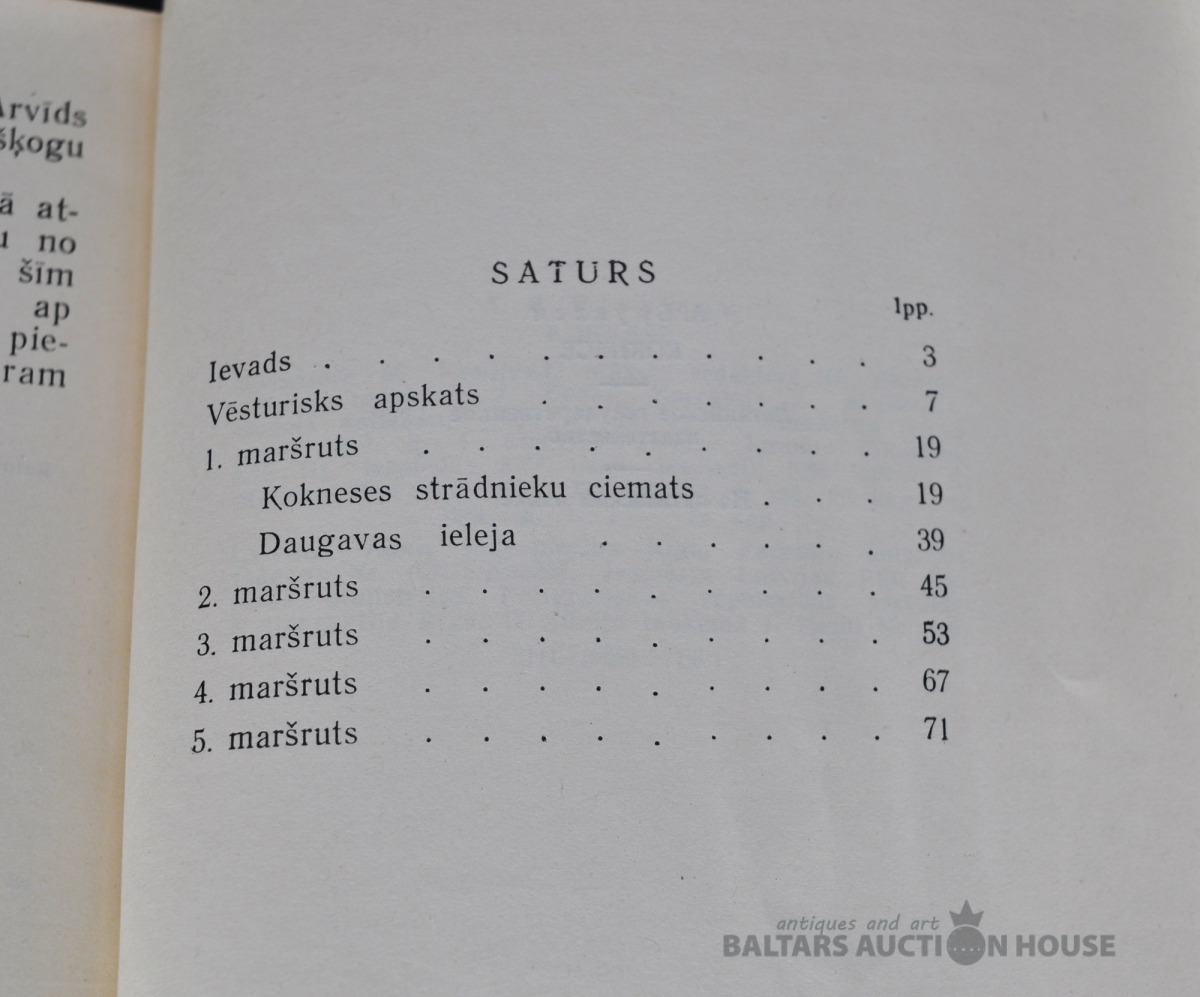 Arvīds
šķogu
ā at-
u no
šīm
ap
pie-
ram
SATURS
lpp.
Ievads . . . . . . . . . . . 3
Vēsturisks apskats . . . . . . . 7
1. maršruts . . . . . . . . . 19
Kokneses strādnieku ciemats . . . 19
Daugavas ieleja . . . . . . 39
2. maršruts . . . . . . . . . 45
3. maršruts . . . . . . . . . 53
4. maršruts . . . . . . . . . 67
5. maršruts . . . . . . . . . 71
antiques and art
BALTARS AUCTION HOUSE